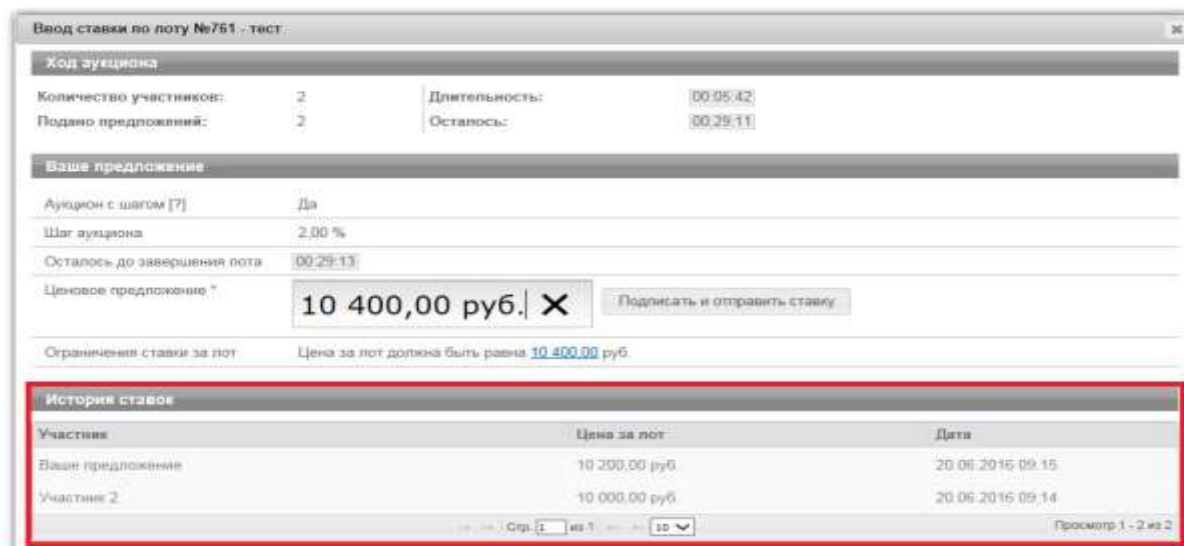 Ввод ставки по лоту №761 - тест
Ход аукциона
Количество участников: 2 Длительность: 00:05:42
Подано предложений: 2 Осталось: 00:29:11
Ваше предложение
Аукцион с шагом [?] Да
Шаг аукциона 2,00 %
Осталось до завершения лота 00:29:13
Ценовое предложение * 10 400,00 руб. Подписать и отправить ставку
Ограничения ставки за лот Цена за лот должна быть равна 10 400,00 руб.
История ставок
Участник Цена за лот Дата
Ваше предложение 10 200,00 руб. 20.06.2016 09:15
Участник 2 10 000,00 руб. 20.06.2016 09:14
Стр. 1 из 1 10 Просмотр 1 - 2 из 2